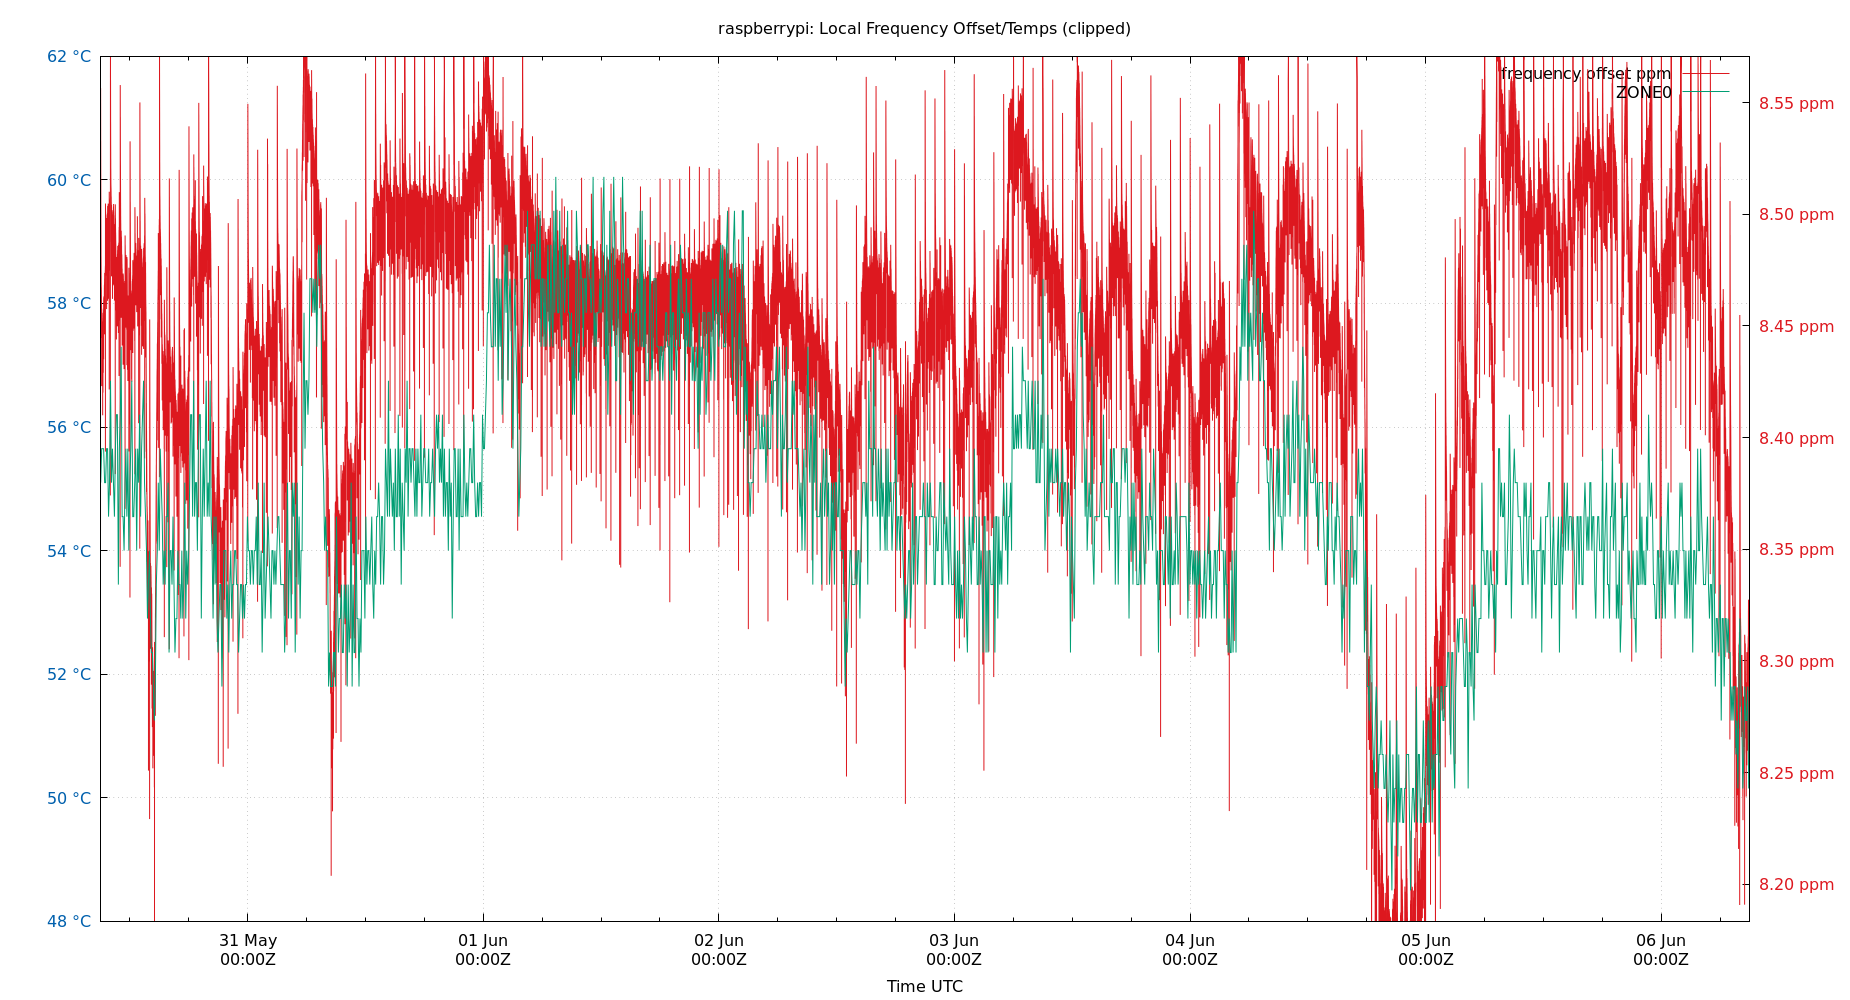 raspberrypi: Local Frequency Offset/Temps (clipped)
frequency offset ppm
ZONE0
62 °C
60 °C
58 °C
56 °C
54 °C
52 °C
50 °C
48 °C
8.55 ppm
8.50 ppm
8.45 ppm
8.40 ppm
8.35 ppm
8.30 ppm
8.25 ppm
8.20 ppm
31 May
00:00Z
01 Jun
00:00Z
02 Jun
00:00Z
03 Jun
00:00Z
04 Jun
00:00Z
05 Jun
00:00Z
06 Jun
00:00Z
Time UTC